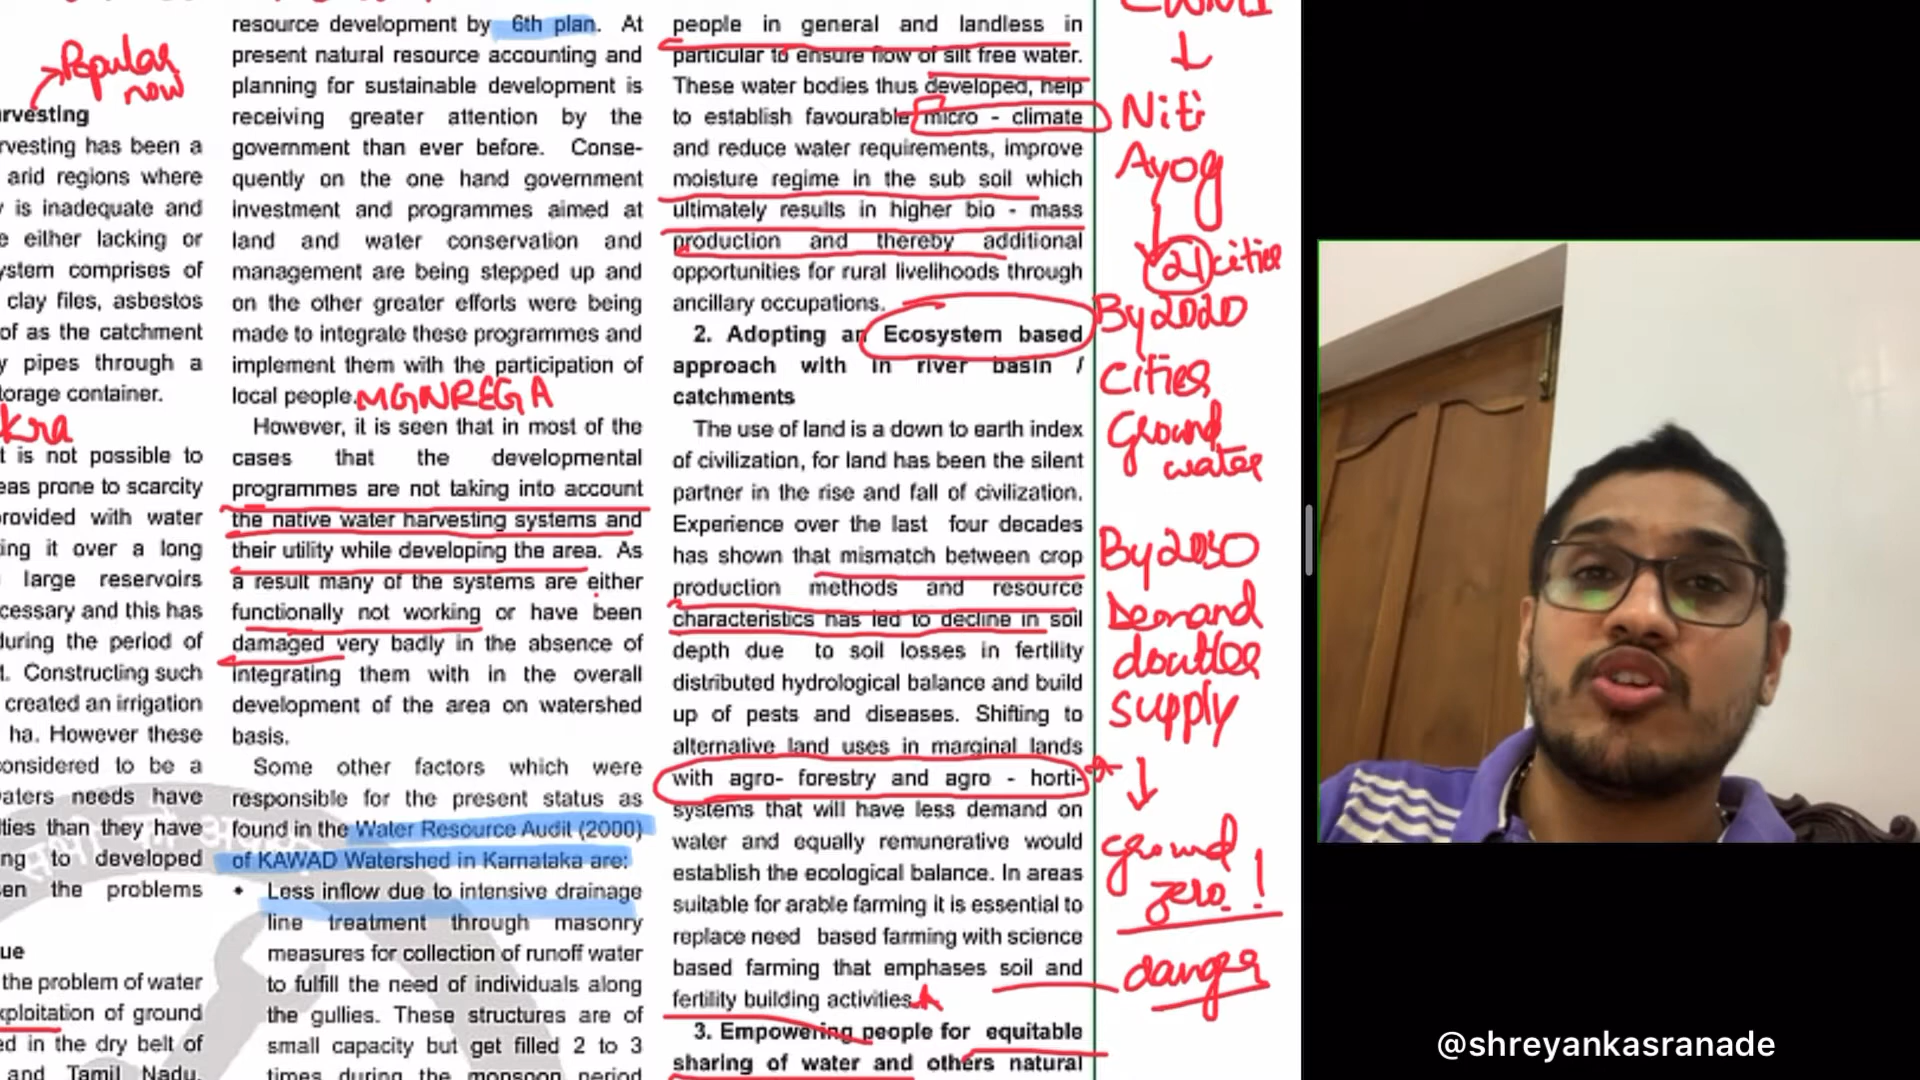 Popular
now
rvesting
rvesting has been a
arid regions where
y is inadequate and
e either lacking or
ystem comprises of
clay files, asbestos
of as the catchment
y pipes through a
torage container.
kra
t is not possible to
eas prone to scarcity
provided with water
ing it over a long
large reservoirs
cessary and this has
during the period of
t. Constructing such
created an irrigation
ha. However these
considered to be a
vaters needs have
lties than they have
ng to developed
sen the problems
ue
the problem of water
xploitation of ground
ed in the dry belt of
and Tamil Nadu.
resource development by 6th plan. At
present natural resource accounting and
planning for sustainable development is
receiving greater attention by the
government than ever before. Conse-
quently on the one hand government
investment and programmes aimed at
land and water conservation and
management are being stepped up and
on the other greater efforts were being
made to integrate these programmes and
implement them with the participation of
local people. MGNREGA
However, it is seen that in most of the
cases that the developmental
programmes are not taking into account
the native water harvesting systems and
their utility while developing the area. As
a result many of the systems are either
functionally not working or have been
damaged very badly in the absence of
integrating them with in the overall
development of the area on watershed
basis.
Some other factors which were
responsible for the present status as
found in the Water Resource Audit (2000)
of KAWAD Watershed in Karnataka are:
• Less inflow due to intensive drainage
line treatment through masonry
measures for collection of runoff water
to fulfill the need of individuals along
the gullies. These structures are of
small capacity but get filled 2 to 3
times during the monsoon period
people in general and landless in
particular to ensure flow of silt free water.
These water bodies thus developed, help
to establish favourable micro - climate
and reduce water requirements, improve
moisture regime in the sub soil which
ultimately results in higher bio - mass
production and thereby additional
opportunities for rural livelihoods through
ancillary occupations.
2. Adopting an Ecosystem based
approach with in river basin /
catchments
The use of land is a down to earth index
of civilization, for land has been the silent
partner in the rise and fall of civilization.
Experience over the last four decades
has shown that mismatch between crop
production methods and resource
characteristics has led to decline in soil
depth due to soil losses in fertility
distributed hydrological balance and build
up of pests and diseases. Shifting to
alternative land uses in marginal lands
with agro- forestry and agro - horti-
systems that will have less demand on
water and equally remunerative would
establish the ecological balance. In areas
suitable for arable farming it is essential to
replace need based farming with science
based farming that emphases soil and
fertility building activities.
3. Empowering people for equitable
sharing of water and others natural
CWMI
Niti
Ayog
21 cities
By 2020
Cities
Ground
water
By 2030
Demand
doubles
supply
ground
zero!
danger
@shreyankasranade